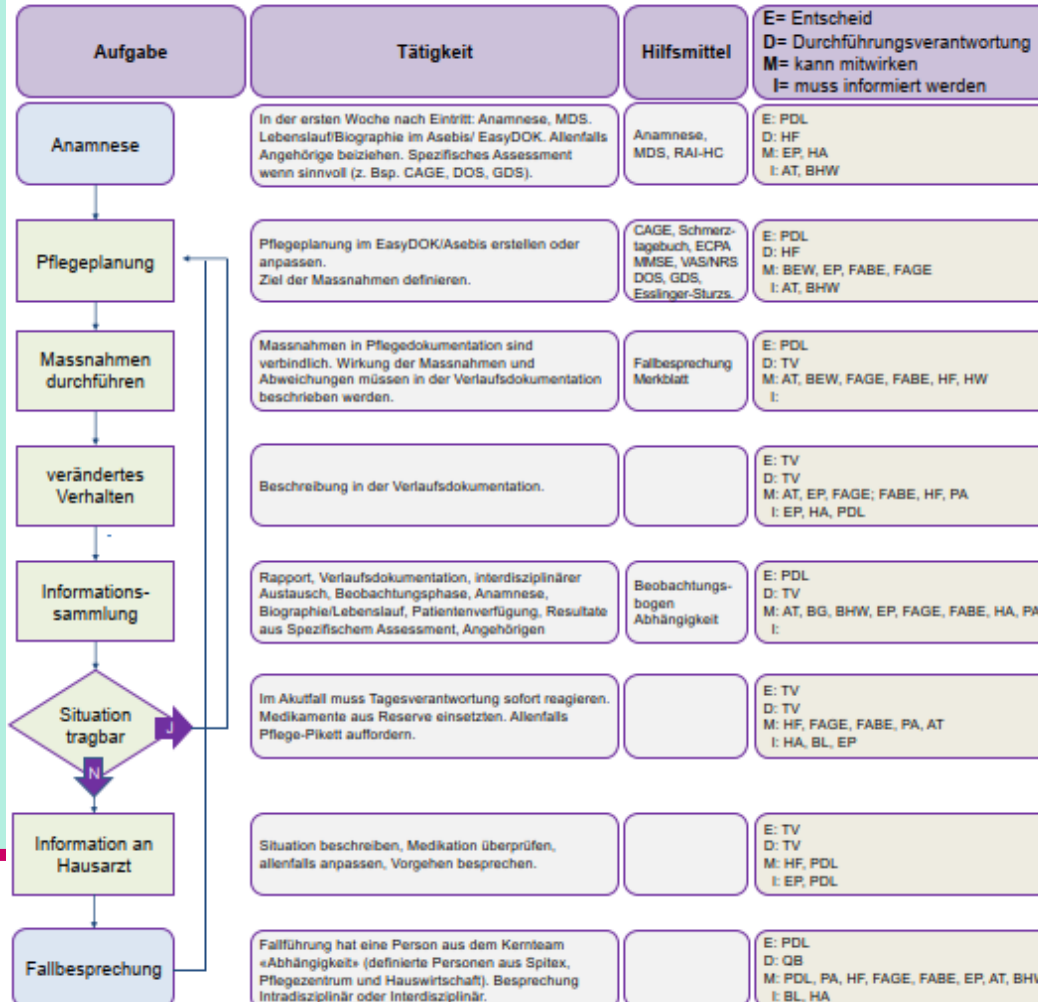 Aufgabe
Tätigkeit
Hilfsmittel
E= Entscheid
D= Durchführungsverantwortung
M= kann mitwirken
I= muss informiert werden
Anamnese
In der ersten Woche nach Eintritt: Anamnese, MDS.
Lebenslauf/Biographie im Asebis/ EasyDOK. Allenfalls
Angehörige beiziehen. Spezifisches Assessment
wenn sinnvoll (z. Bsp. CAGE, DOS, GDS).
Anamnese,
MDS, RAI-HC
E: PDL
D: HF
M: EP, HA
I: AT, BHW
Pflegeplanung
Pflegeplanung im EasyDOK/Asebis erstellen oder
anpassen.
Ziel der Massnahmen definieren.
CAGE, Schmerz-
tagebuch, ECPA
MMSE, VAS/NRS
DOS, GDS,
Esslinger-Sturzs.
E: PDL
D: HF
M: BEW, EP, FABE, FAGE
I: AT, BHW
Massnahmen
durchführen
Massnahmen in Pflegedokumentation sind
verbindlich. Wirkung der Massnahmen und
Abweichungen müssen in der Verlaufsdokumentation
beschrieben werden.
Fallbesprechung
Merkblatt
E: PDL
D: TV
M: AT, BEW, FAGE, FABE, HF, HW
I:
verändertes
Verhalten
Beschreibung in der Verlaufsdokumentation.
E: TV
D: TV
M: AT, EP, FAGE; FABE, HF, PA
I: EP, HA, PDL
Informations-
sammlung
Rapport, Verlaufsdokumentation, interdisziplinärer
Austausch, Beobachtungsphase, Anamnese,
Biographie/Lebenslauf, Patientenverfügung, Resultate
aus Spezifischem Assessment, Angehörigen
Beobachtungs-
bogen
Abhängigkeit
E: PDL
D: TV
M: AT, BG, BHW, EP, FAGE, FABE, HA, PA
I:
Situation
tragbar
J
N
Im Akutfall muss Tagesverantwortung sofort reagieren.
Medikamente aus Reserve einsetzten. Allenfalls
Pflege-Pikett auffordern.
E: TV
D: TV
M: HF, FAGE, FABE, PA, AT
I: HA, BL, EP
Information an
Hausarzt
Situation beschreiben, Medikation überprüfen,
allenfalls anpassen, Vorgehen besprechen.
E: TV
D: TV
M: HF, PDL
I: EP, PDL
Fallbesprechung
Fallführung hat eine Person aus dem Kernteam
«Abhängigkeit» (definierte Personen aus Spitex,
Pflegezentrum und Hauswirtschaft). Besprechung
Intradisziplinär oder Interdisziplinär.
E: PDL
D: QB
M: PDL, PA, HF, FAGE, FABE, EP, AT, BHW
I: BL, HA